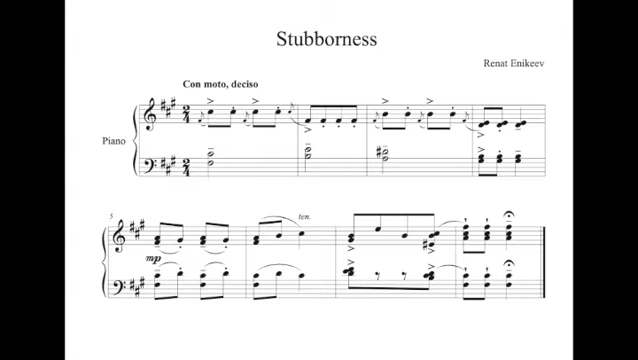 Stubborness
Renat Enikeev
Con moto, deciso
Piano
5
ten.
mp